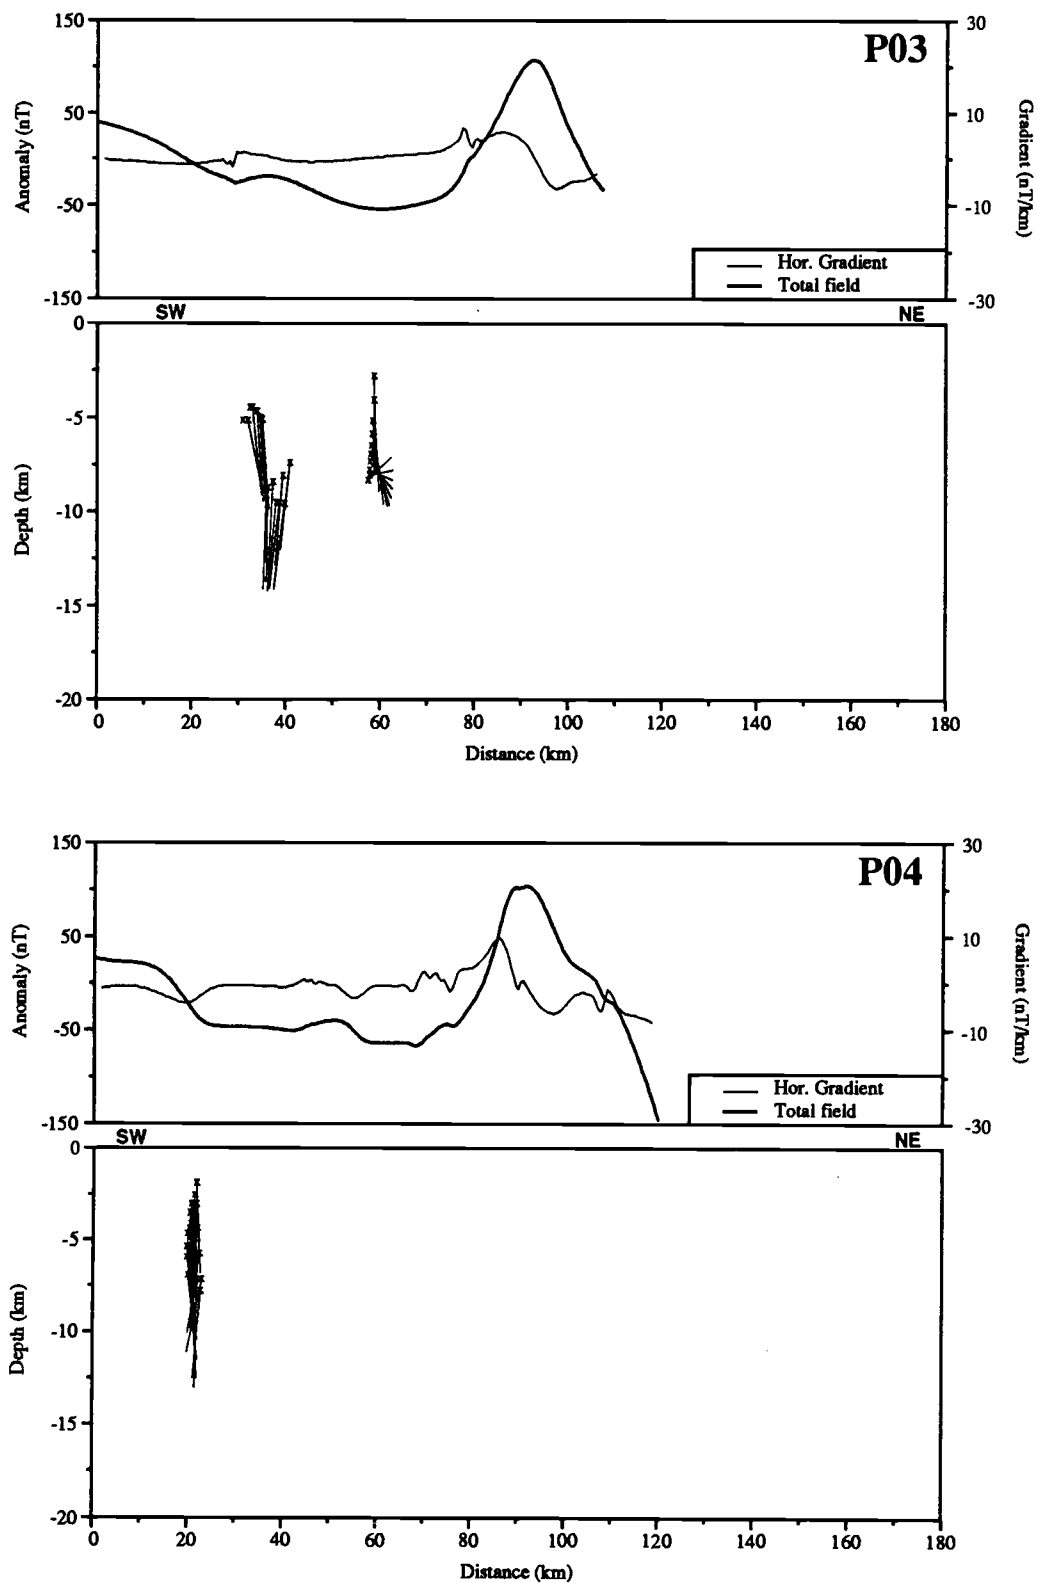 P03
150
50
-50
-150
Anomaly (nT)
30
10
-10
-30
Gradient (nT/km)
Hor. Gradient
Total field
SW
NE
0
-5
-10
-15
-20
Depth (km)
0 20 40 60 80 100 120 140 160 180
Distance (km)
P04
150
50
-50
-150
Anomaly (nT)
30
10
-10
-30
Gradient (nT/km)
Hor. Gradient
Total field
SW
NE
0
-5
-10
-15
-20
Depth (km)
0 20 40 60 80 100 120 140 160 180
Distance (km)